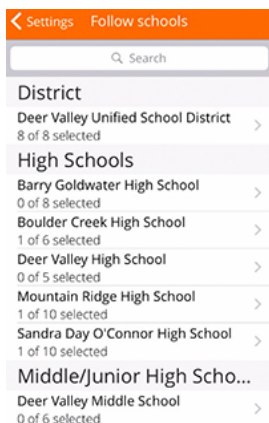 Settings Follow schools
Search
District
Deer Valley Unified School District
8 of 8 selected
High Schools
Barry Goldwater High School
0 of 8 selected
Boulder Creek High School
1 of 6 selected
Deer Valley High School
0 of 5 selected
Mountain Ridge High School
1 of 10 selected
Sandra Day O'Connor High School
1 of 10 selected
Middle/Junior High Scho...
Deer Valley Middle School
0 of 6 selected